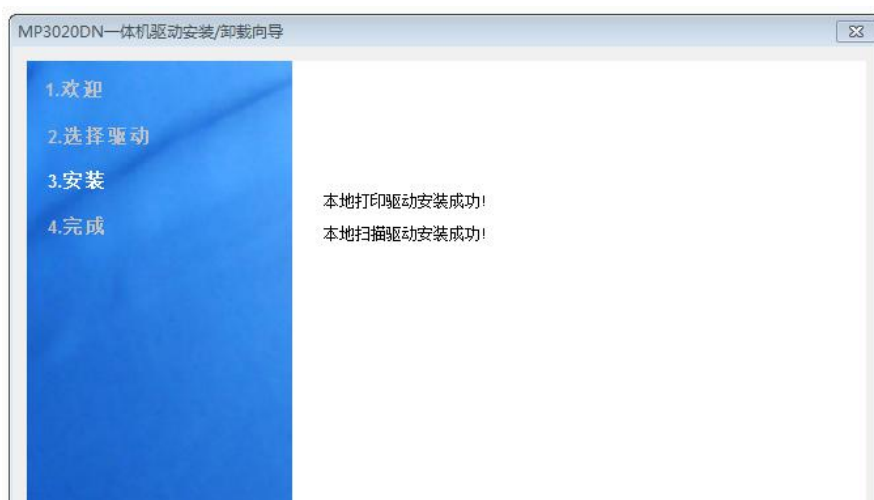 MP3020DN一体机驱动安装/卸载向导
1.欢迎
2.选择驱动
3.安装
4.完成
本地打印驱动安装成功!
本地扫描驱动安装成功!